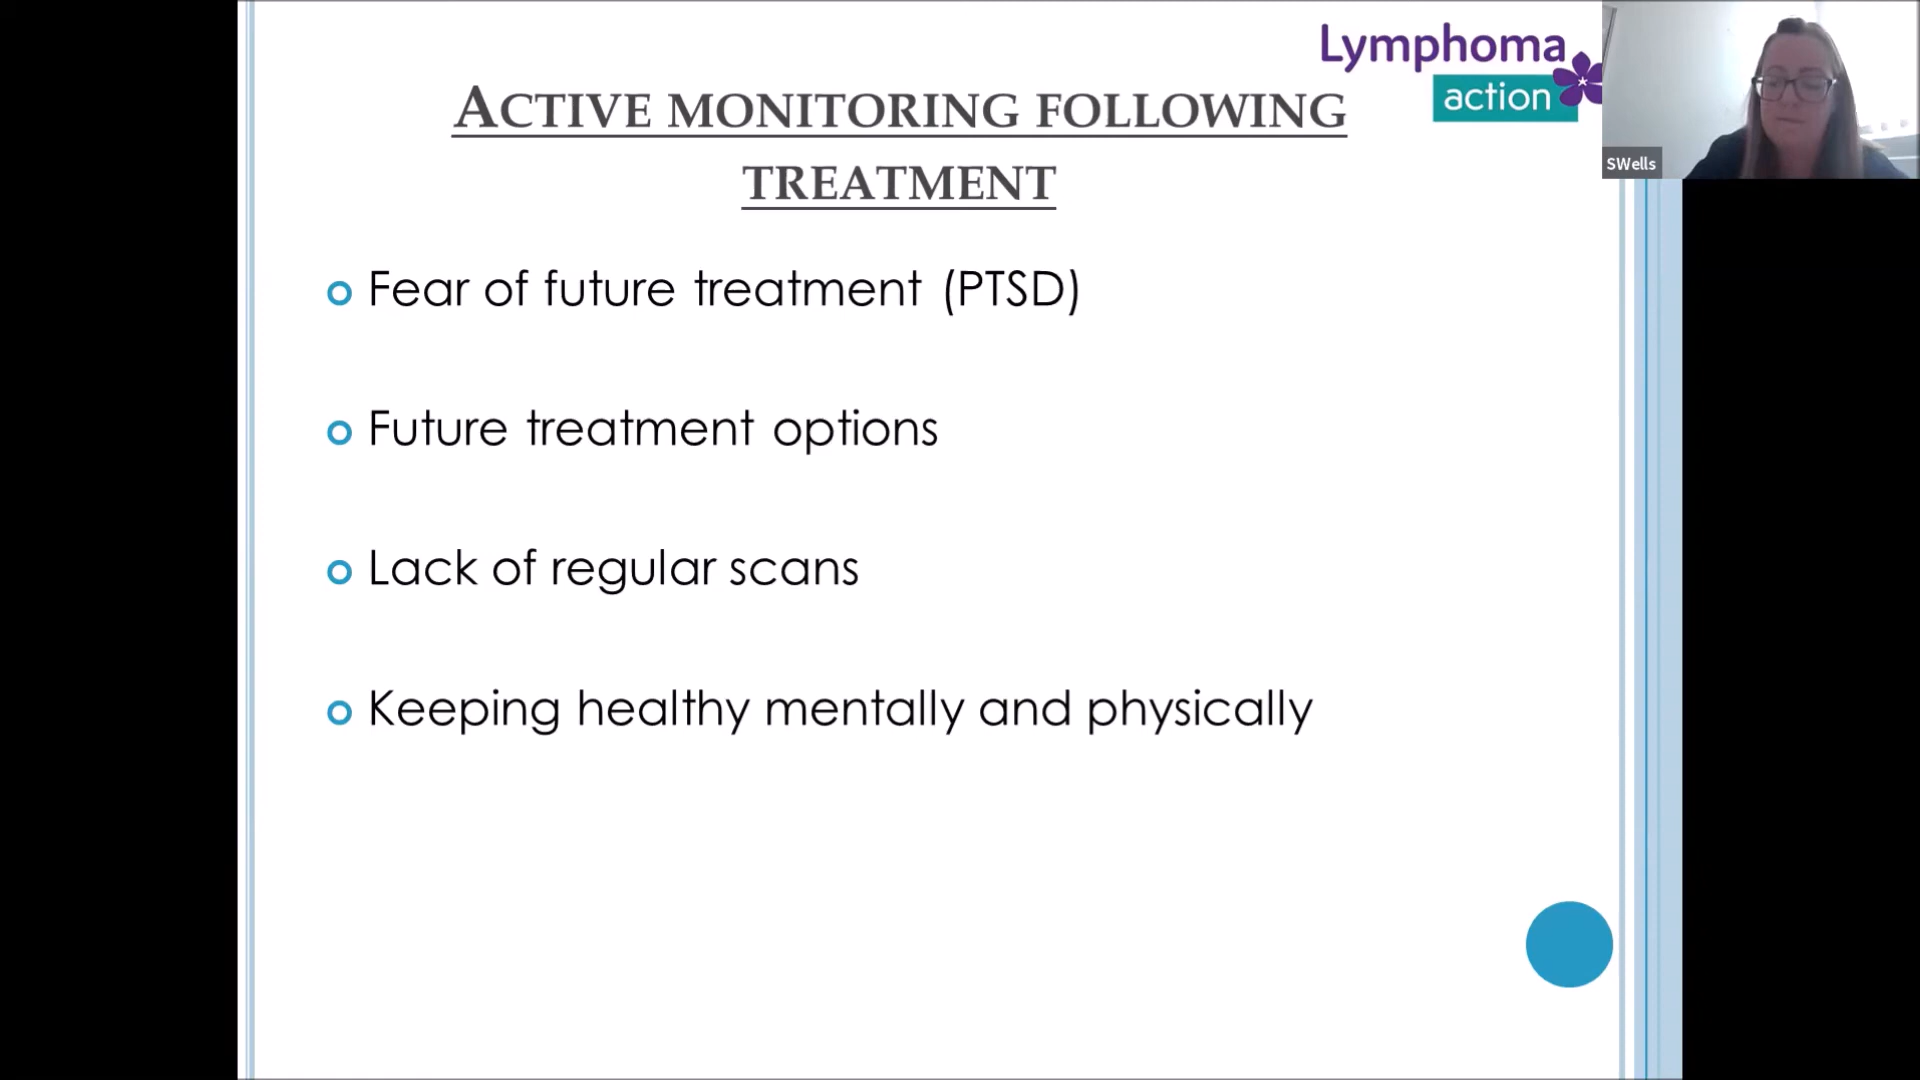 Lymphoma
action
SWells
ACTIVE MONITORING FOLLOWING
TREATMENT
Fear of future treatment (PTSD)
Future treatment options
Lack of regular scans
Keeping healthy mentally and physically